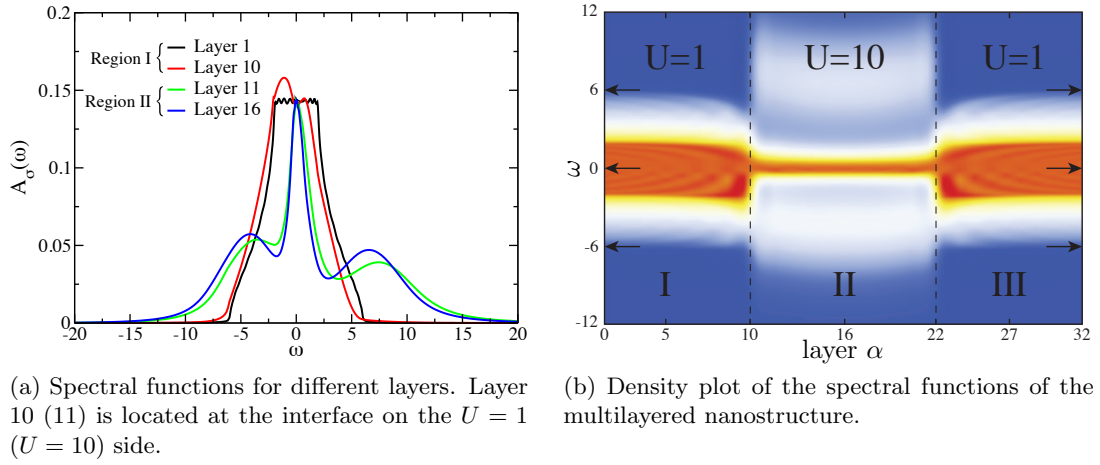 0.2
0.15
0.1
0.05
0
A_σ(ω)
Region I { Layer 1
Layer 10
Region II { Layer 11
Layer 16
-20 -15 -10 -5 0 5 10 15 20
ω
12
6
0
-6
-12
ω
U=1 U=10 U=1
I II III
0 5 10 16 22 27 32
layer α
(a) Spectral functions for different layers. Layer
10 (11) is located at the interface on the U = 1
(U = 10) side.
(b) Density plot of the spectral functions of the
multilayered nanostructure.